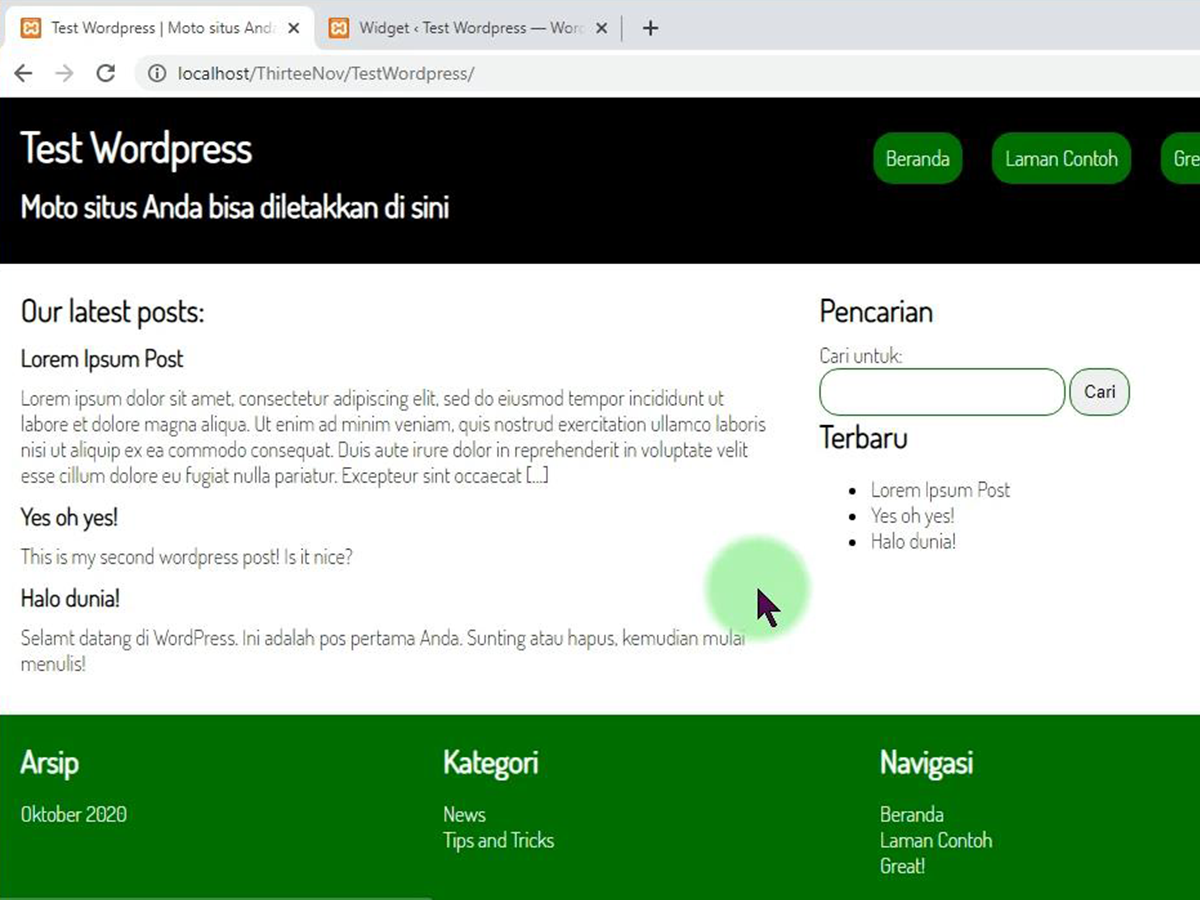 Test Wordpress | Moto situs Anda
Widget ‹ Test Wordpress — Wor
localhost/ThirteeNov/TestWordpress/
Test Wordpress
Moto situs Anda bisa diletakkan di sini
Beranda
Laman Contoh
Gre
Our latest posts:
Lorem Ipsum Post
Lorem ipsum dolor sit amet, consectetur adipiscing elit, sed do eiusmod tempor incididunt ut
labore et dolore magna aliqua. Ut enim ad minim veniam, quis nostrud exercitation ullamco laboris
nisi ut aliquip ex ea commodo consequat. Duis aute irure dolor in reprehenderit in voluptate velit
esse cillum dolore eu fugiat nulla pariatur. Excepteur sint occaecat [...]
Yes oh yes!
This is my second wordpress post! Is it nice?
Halo dunia!
Selamt datang di WordPress. Ini adalah pos pertama Anda. Sunting atau hapus, kemudian mulai
menulis!
Pencarian
Cari untuk:
Cari
Terbaru
Lorem Ipsum Post
Yes oh yes!
Halo dunia!
Arsip
Oktober 2020
Kategori
News
Tips and Tricks
Navigasi
Beranda
Laman Contoh
Great!